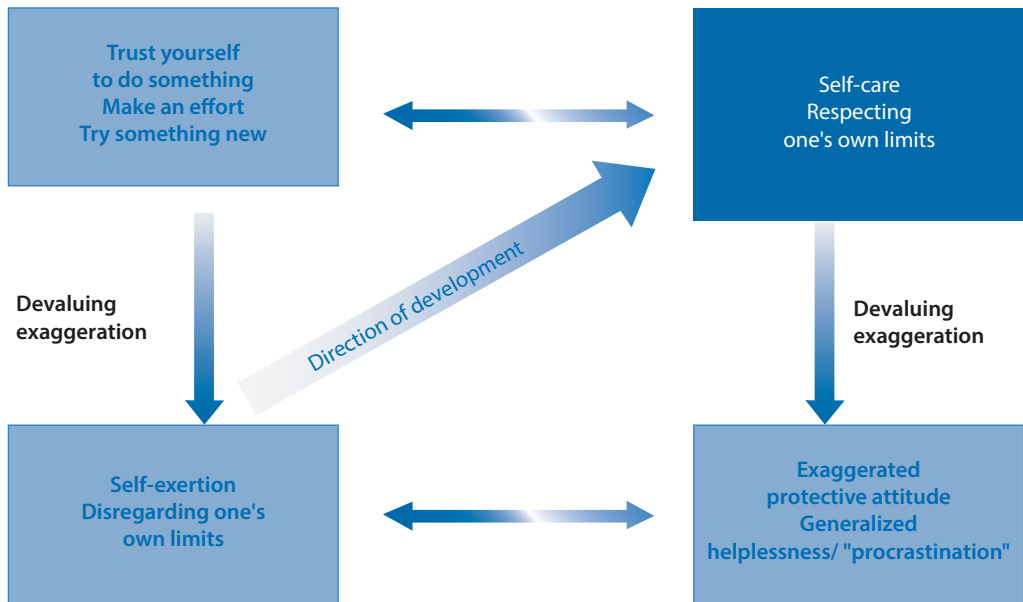 Trust yourself
to do something
Make an effort
Try something new
Self-care
Respecting
one's own limits
Devaluing
exaggeration
Direction of development
Devaluing
exaggeration
Self-exertion
Disregarding one's
own limits
Exaggerated
protective attitude
Generalized
helplessness/ "procrastination"